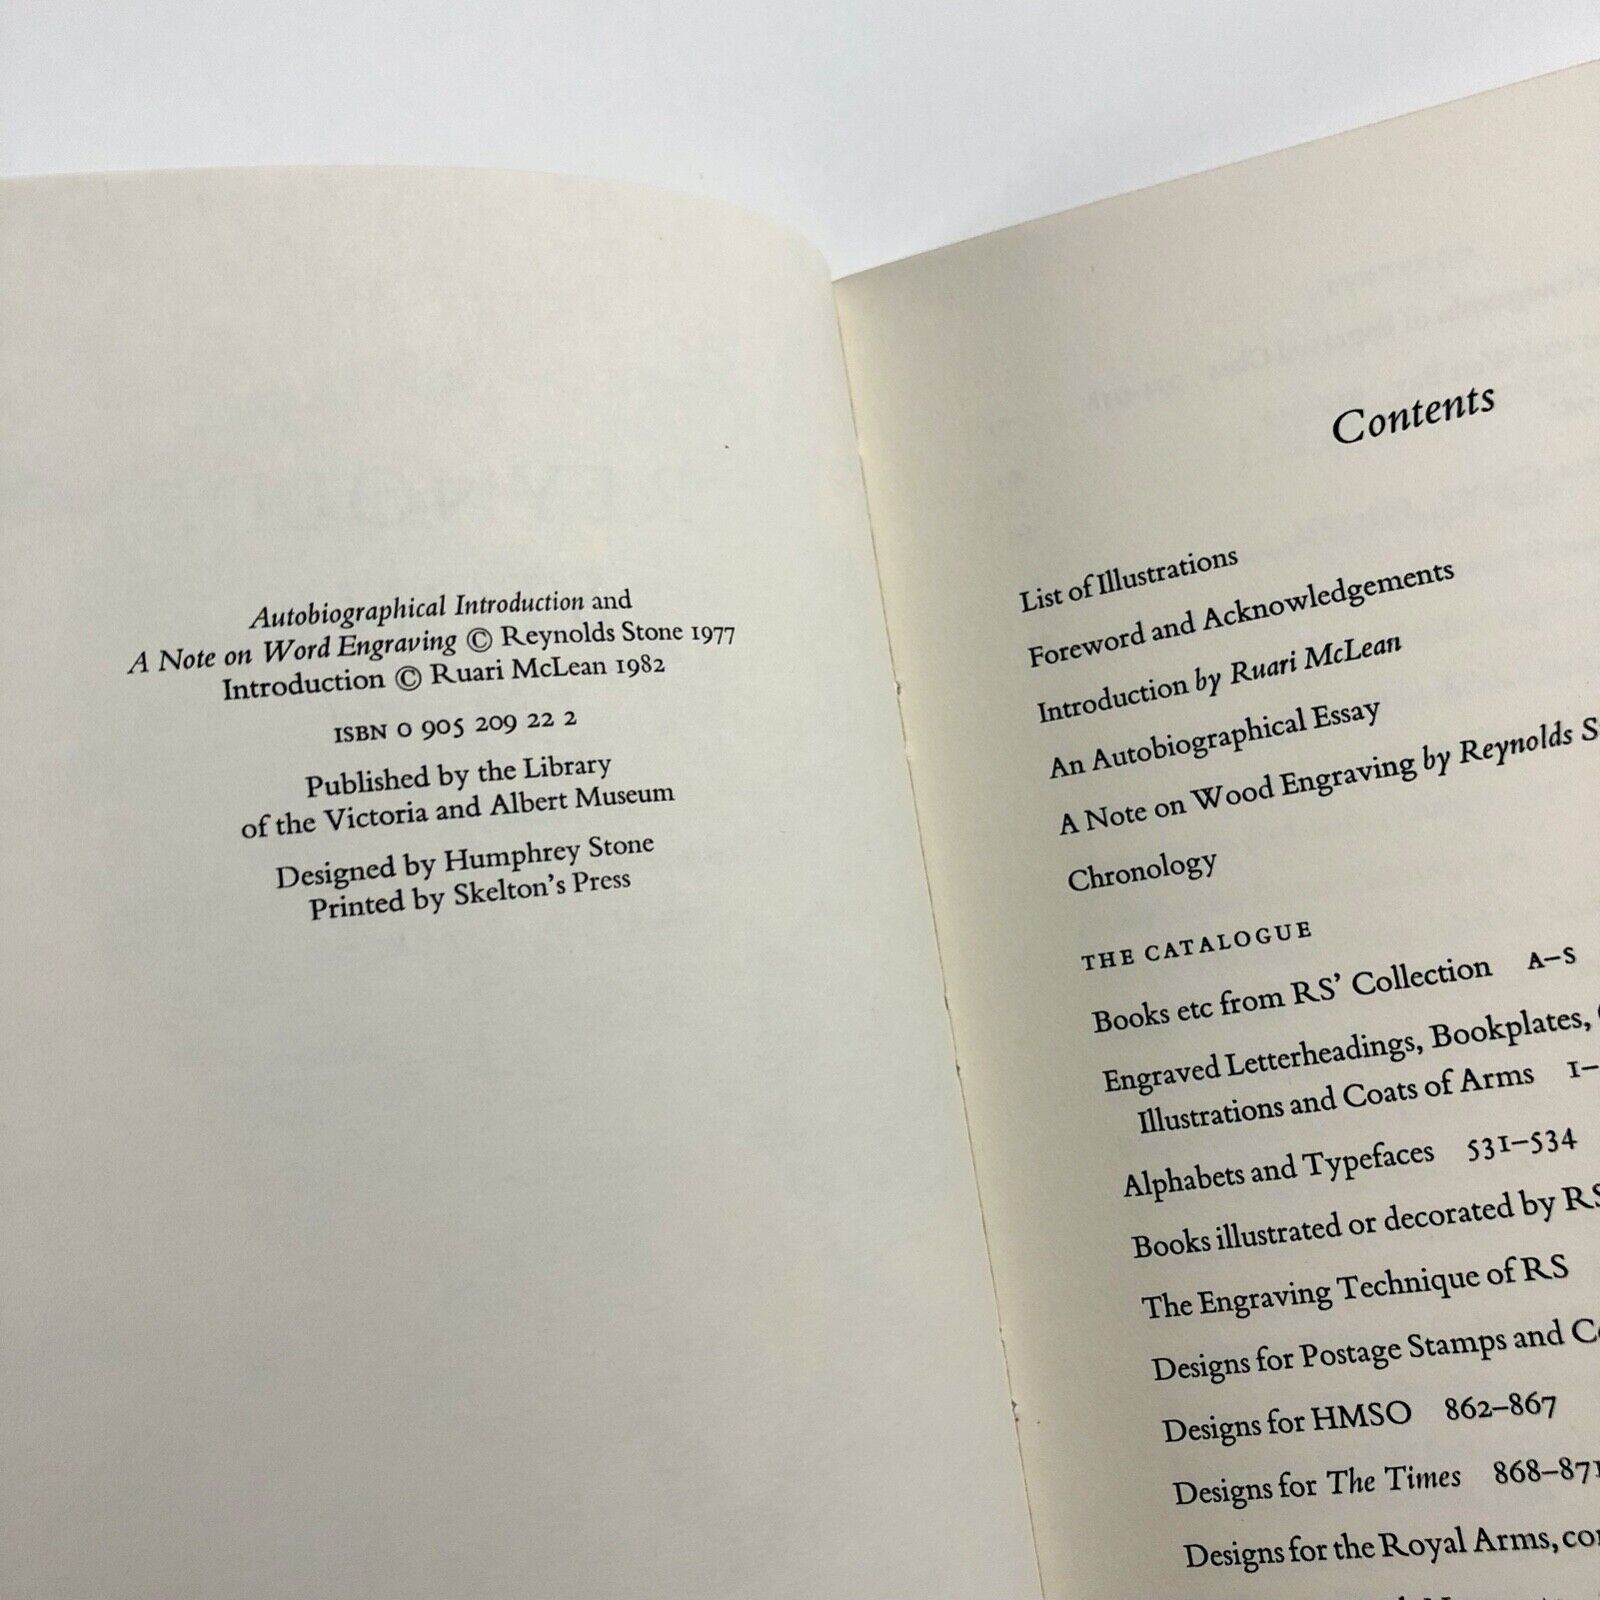 Autobiographical Introduction and
A Note on Word Engraving © Reynolds Stone 1977
Introduction © Ruari McLean 1982
ISBN 0 905 209 22 2
Published by the Library
of the Victoria and Albert Museum
Designed by Humphrey Stone
Printed by Skelton's Press
Contents
List of Illustrations
Foreword and Acknowledgements
Introduction by Ruari McLean
An Autobiographical Essay
A Note on Wood Engraving by Reynolds
Chronology
THE CATALOGUE
Books etc from RS' Collection A–S
Engraved Letterheadings, Bookplates,
Illustrations and Coats of Arms 1–
Alphabets and Typefaces 531–534
Books illustrated or decorated by RS
The Engraving Technique of RS
Designs for Postage Stamps and
Designs for HMSO 862–867
Designs for The Times 868–871
Designs for the Royal Arms,